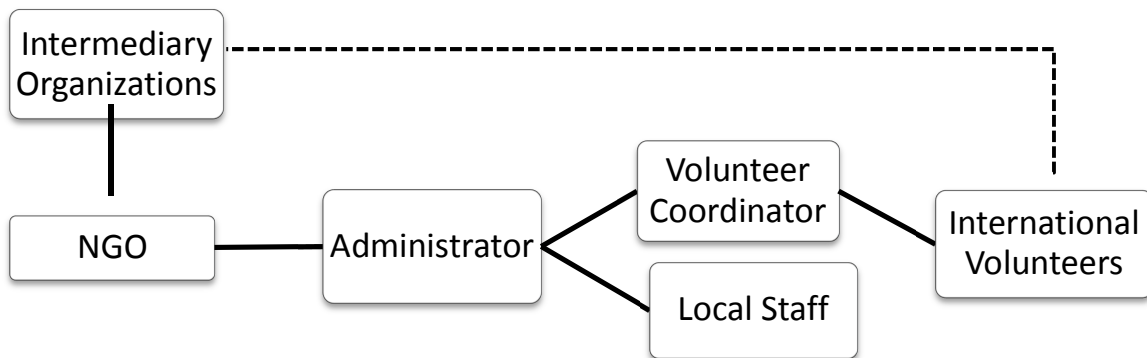 Intermediary
Organizations
NGO
Administrator
Volunteer
Coordinator
Local Staff
International
Volunteers